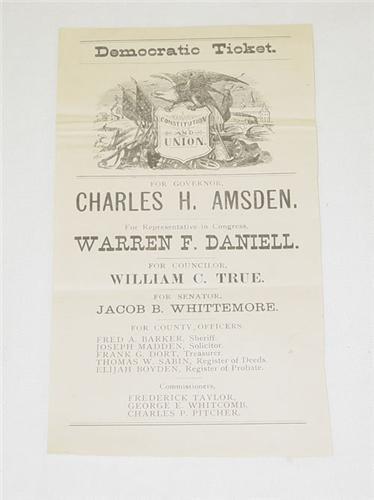 Democratic Ticket.
CONSTITUTION
AND
UNION.
FOR GOVERNOR,
CHARLES H. AMSDEN.
For Representative in Congress,
WARREN F. DANIELL.
FOR COUNCILOR,
WILLIAM C. TRUE.
FOR SENATOR,
JACOB B. WHITTEMORE.
FOR COUNTY OFFICERS
FRED A. BARKER, Sheriff.
JOSEPH MADDEN, Solicitor.
FRANK G. DORT, Treasurer.
THOMAS W. SABIN, Register of Deeds.
ELIJAH BOYDEN, Register of Probate.
Commissioners,
FREDERICK TAYLOR,
GEORGE E. WHITCOMB,
CHARLES P. PITCHER.